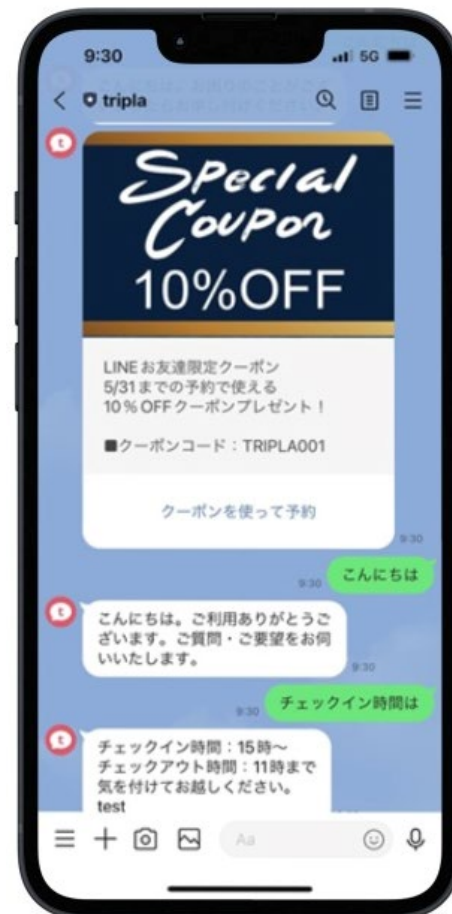 9:30
5G
tripla
Special
Coupon
10%OFF
LINEお友達限定クーポン
5/31までの予約で使える
10%OFFクーポンプレゼント！
■クーポンコード：TRIPLA001
クーポンを使って予約
9:30
こんにちは
9:30
こんにちは。ご利用ありがとうご
ざいます。ご質問・ご要望をお伺
いいたします。
9:30
チェックイン時間は
9:30
チェックイン時間：15時〜
チェックアウト時間：11時まで
気を付けてお越しください。
test
Aa